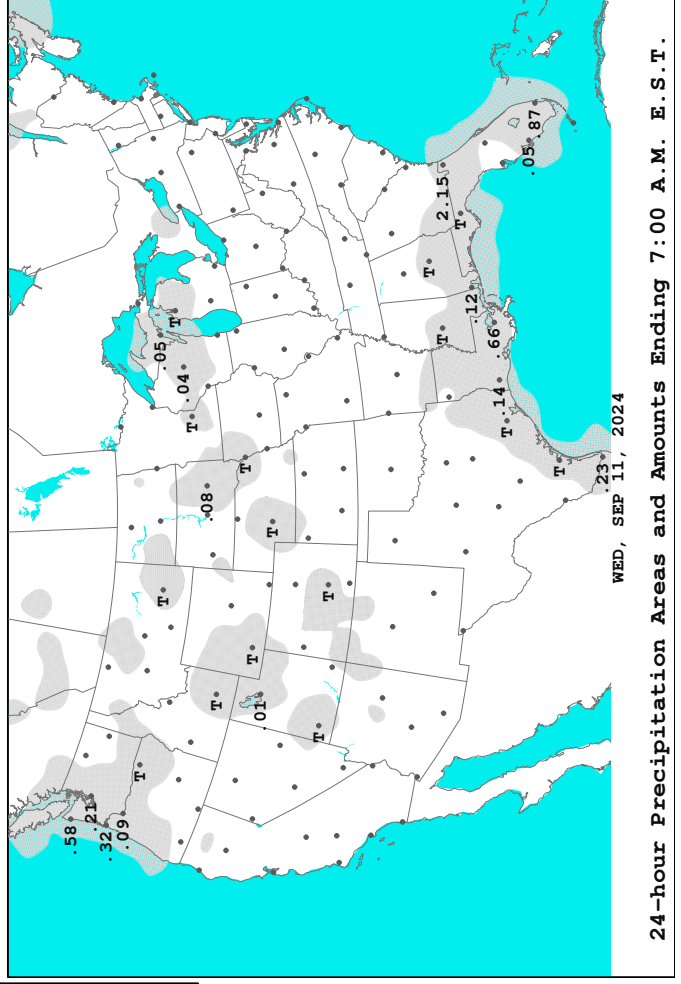 .58
.21
.32
.09
T
.05
T
T
.04
T
.08
T
T
T
.01
T
T
T
T
2.15
T
T
.12
.66
.14
T
.05
.87
T
.23
WED, SEP 11, 2024
24-hour Precipitation Areas and Amounts Ending 7:00 A.M. E.S.T.